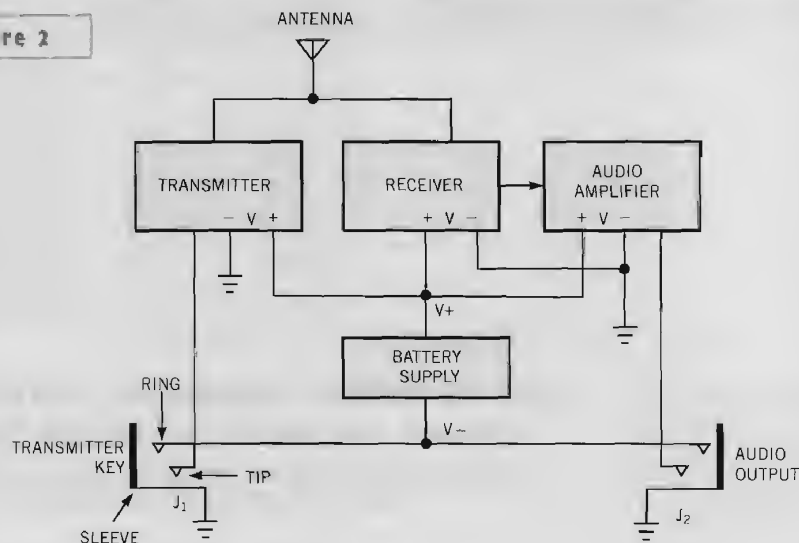 re 2
ANTENNA
TRANSMITTER
- V +
RECEIVER
+ V -
AUDIO
AMPLIFIER
+ V -
V+
BATTERY
SUPPLY
V-
RING
TRANSMITTER
KEY
TIP
J1
SLEEVE
AUDIO
OUTPUT
J2